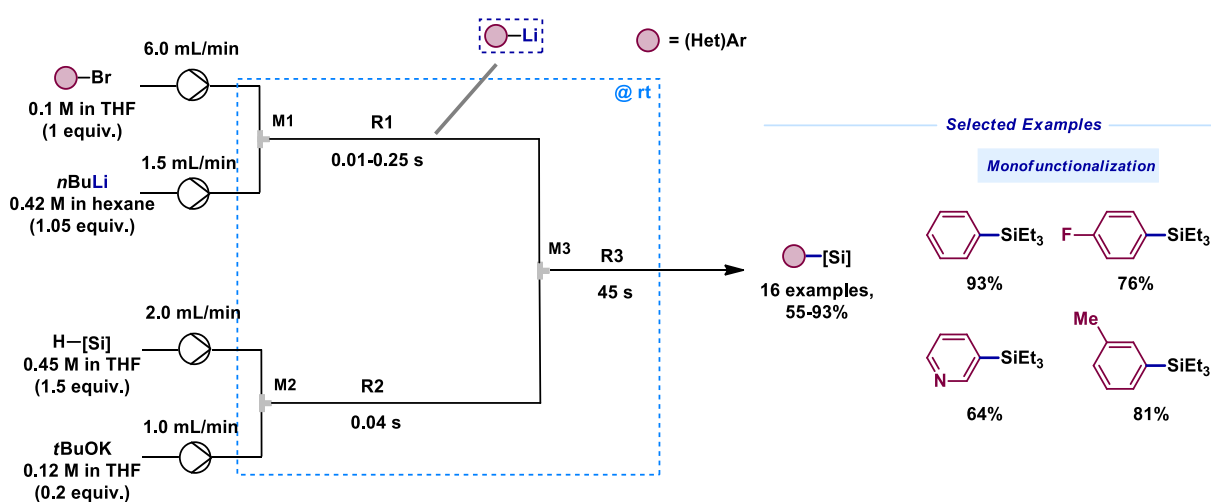 6.0 mL/min
Br
0.1 M in THF
(1 equiv.)
1.5 mL/min
nBuLi
0.42 M in hexane
(1.05 equiv.)
M1
R1
0.01-0.25 s
Li
= (Het)Ar
@ rt
2.0 mL/min
H—[Si]
0.45 M in THF
(1.5 equiv.)
1.0 mL/min
tBuOK
0.12 M in THF
(0.2 equiv.)
M2
R2
0.04 s
M3
R3
45 s
[Si]
16 examples,
55-93%
Selected Examples
Monofunctionalization
SiEt3
93%
F
SiEt3
76%
N
SiEt3
64%
Me
SiEt3
81%